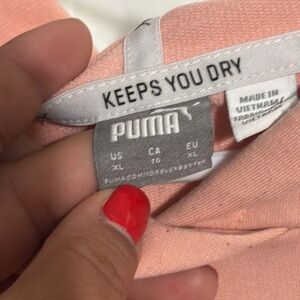 KEEPS YOU DRY
PUMA
US CA EU
XL 10 XL
MADE IN
VIETNAM/